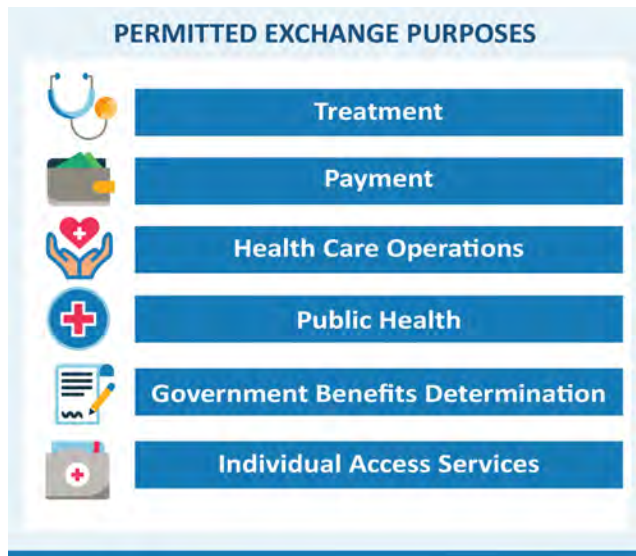 PERMITTED EXCHANGE PURPOSES
Treatment
Payment
Health Care Operations
Public Health
Government Benefits Determination
Individual Access Services